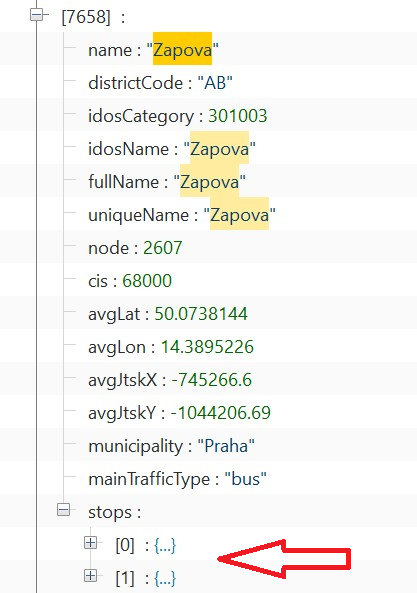 [7658] :
name : "Zapova"
districtCode : "AB"
idosCategory : 301003
idosName : "Zapova"
fullName : "Zapova"
uniqueName : "Zapova"
node : 2607
cis : 68000
avgLat : 50.0738144
avgLon : 14.3895226
avgJtskX : -745266.6
avgJtskY : -1044206.69
municipality : "Praha"
mainTrafficType : "bus"
stops :
[0] : {...}
[1] : {...}